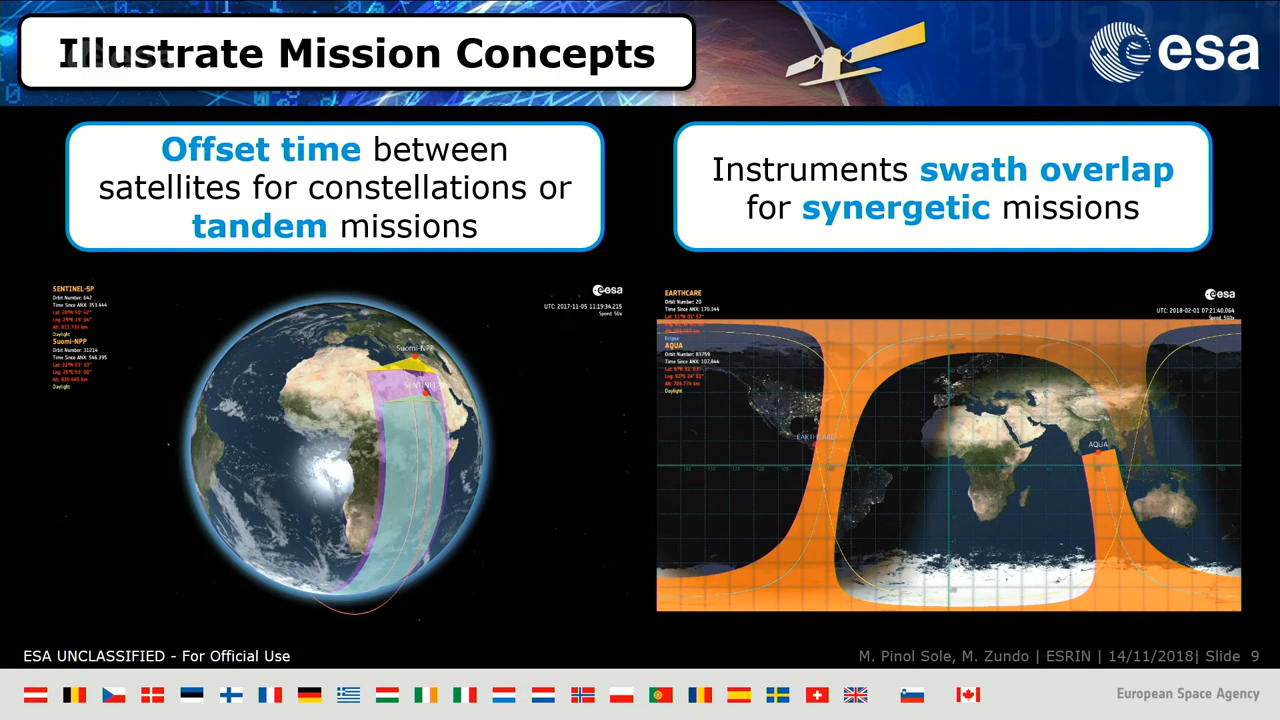 Illustrate Mission Concepts
esa
Offset time between
satellites for constellations or
tandem missions
Instruments swath overlap
for synergetic missions
SENTINEL-5P
Orbit Number: 642
Time Since ANX: 353.444
Daylight
Suomi-NPP
Orbit Number: 31214
Time Since ANX: 546.395
Daylight
esa
UTC: 2017-11-05 11:19:34.215
Speed: 50x
Suomi-NPP
EARTHCARE
Orbit Number: 20
Time Since ANX: 170.344
Eclipse
AQUA
Orbit Number: 83759
Time Since ANX: 107.844
Daylight
esa
UTC: 2018-02-01 07:21:40.064
Speed: 500x
EARTHCARE
AQUA
ESA UNCLASSIFIED - For Official Use
M. Pinol Sole, M. Zundo | ESRIN | 14/11/2018| Slide 9
European Space Agency